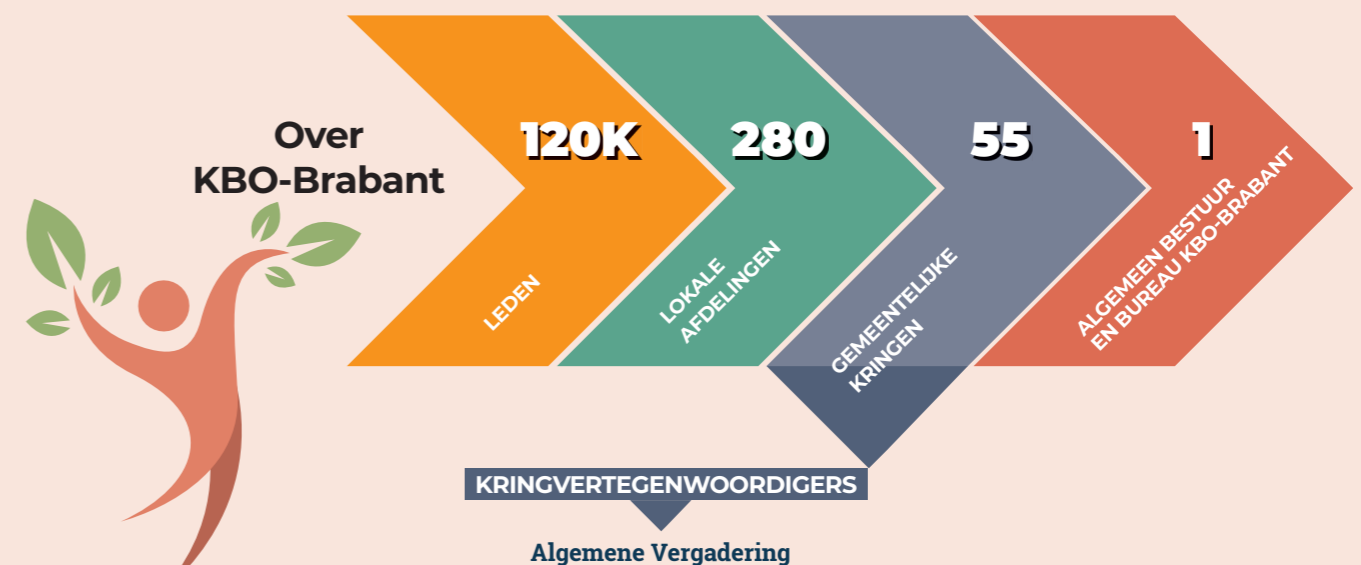 Over
KBO-Brabant
120K
LEDEN
280
LOKALE
AFDELINGEN
55
GEMEENTELIJKE
KRINGEN
1
ALGEMEEN BESTUUR
EN BUREAU KBO-BRABANT
KRINGVERTEGENWOORDIGERS
Algemene Vergadering